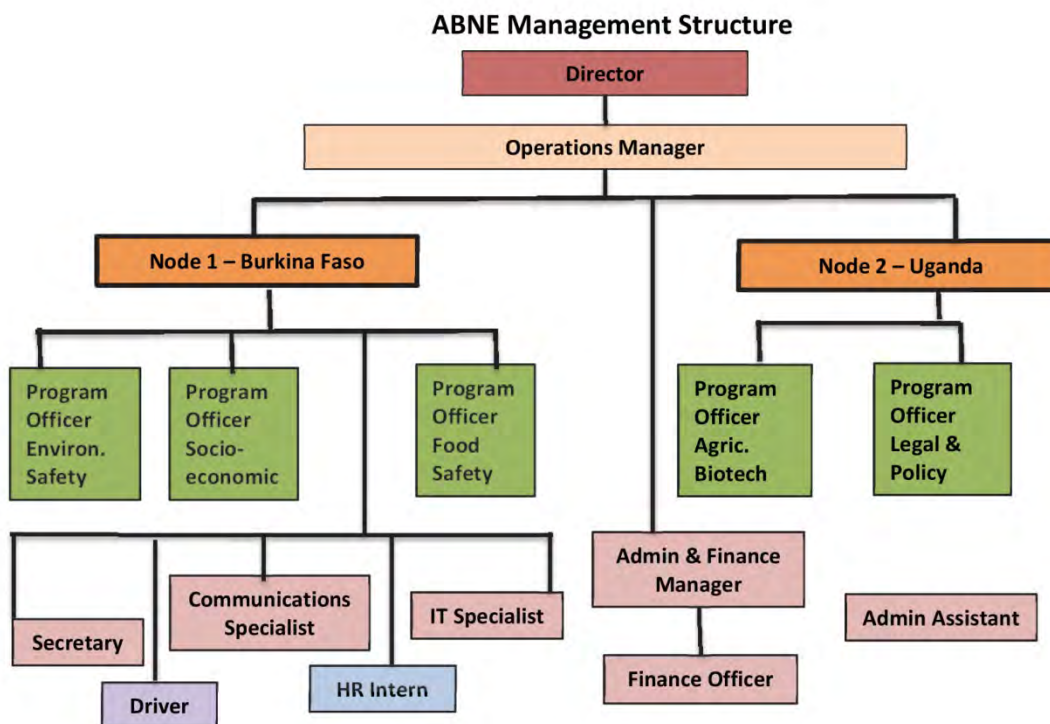 ABNE Management Structure
Director
Operations Manager
Node 1 – Burkina Faso
Node 2 – Uganda
Program
Officer
Environ.
Safety
Program
Officer
Socio-
economic
Program
Officer
Food
Safety
Program
Officer
Agric.
Biotech
Program
Officer
Legal &
Policy
Secretary
Communications
Specialist
IT Specialist
Admin & Finance
Manager
Admin Assistant
Driver
HR Intern
Finance Officer